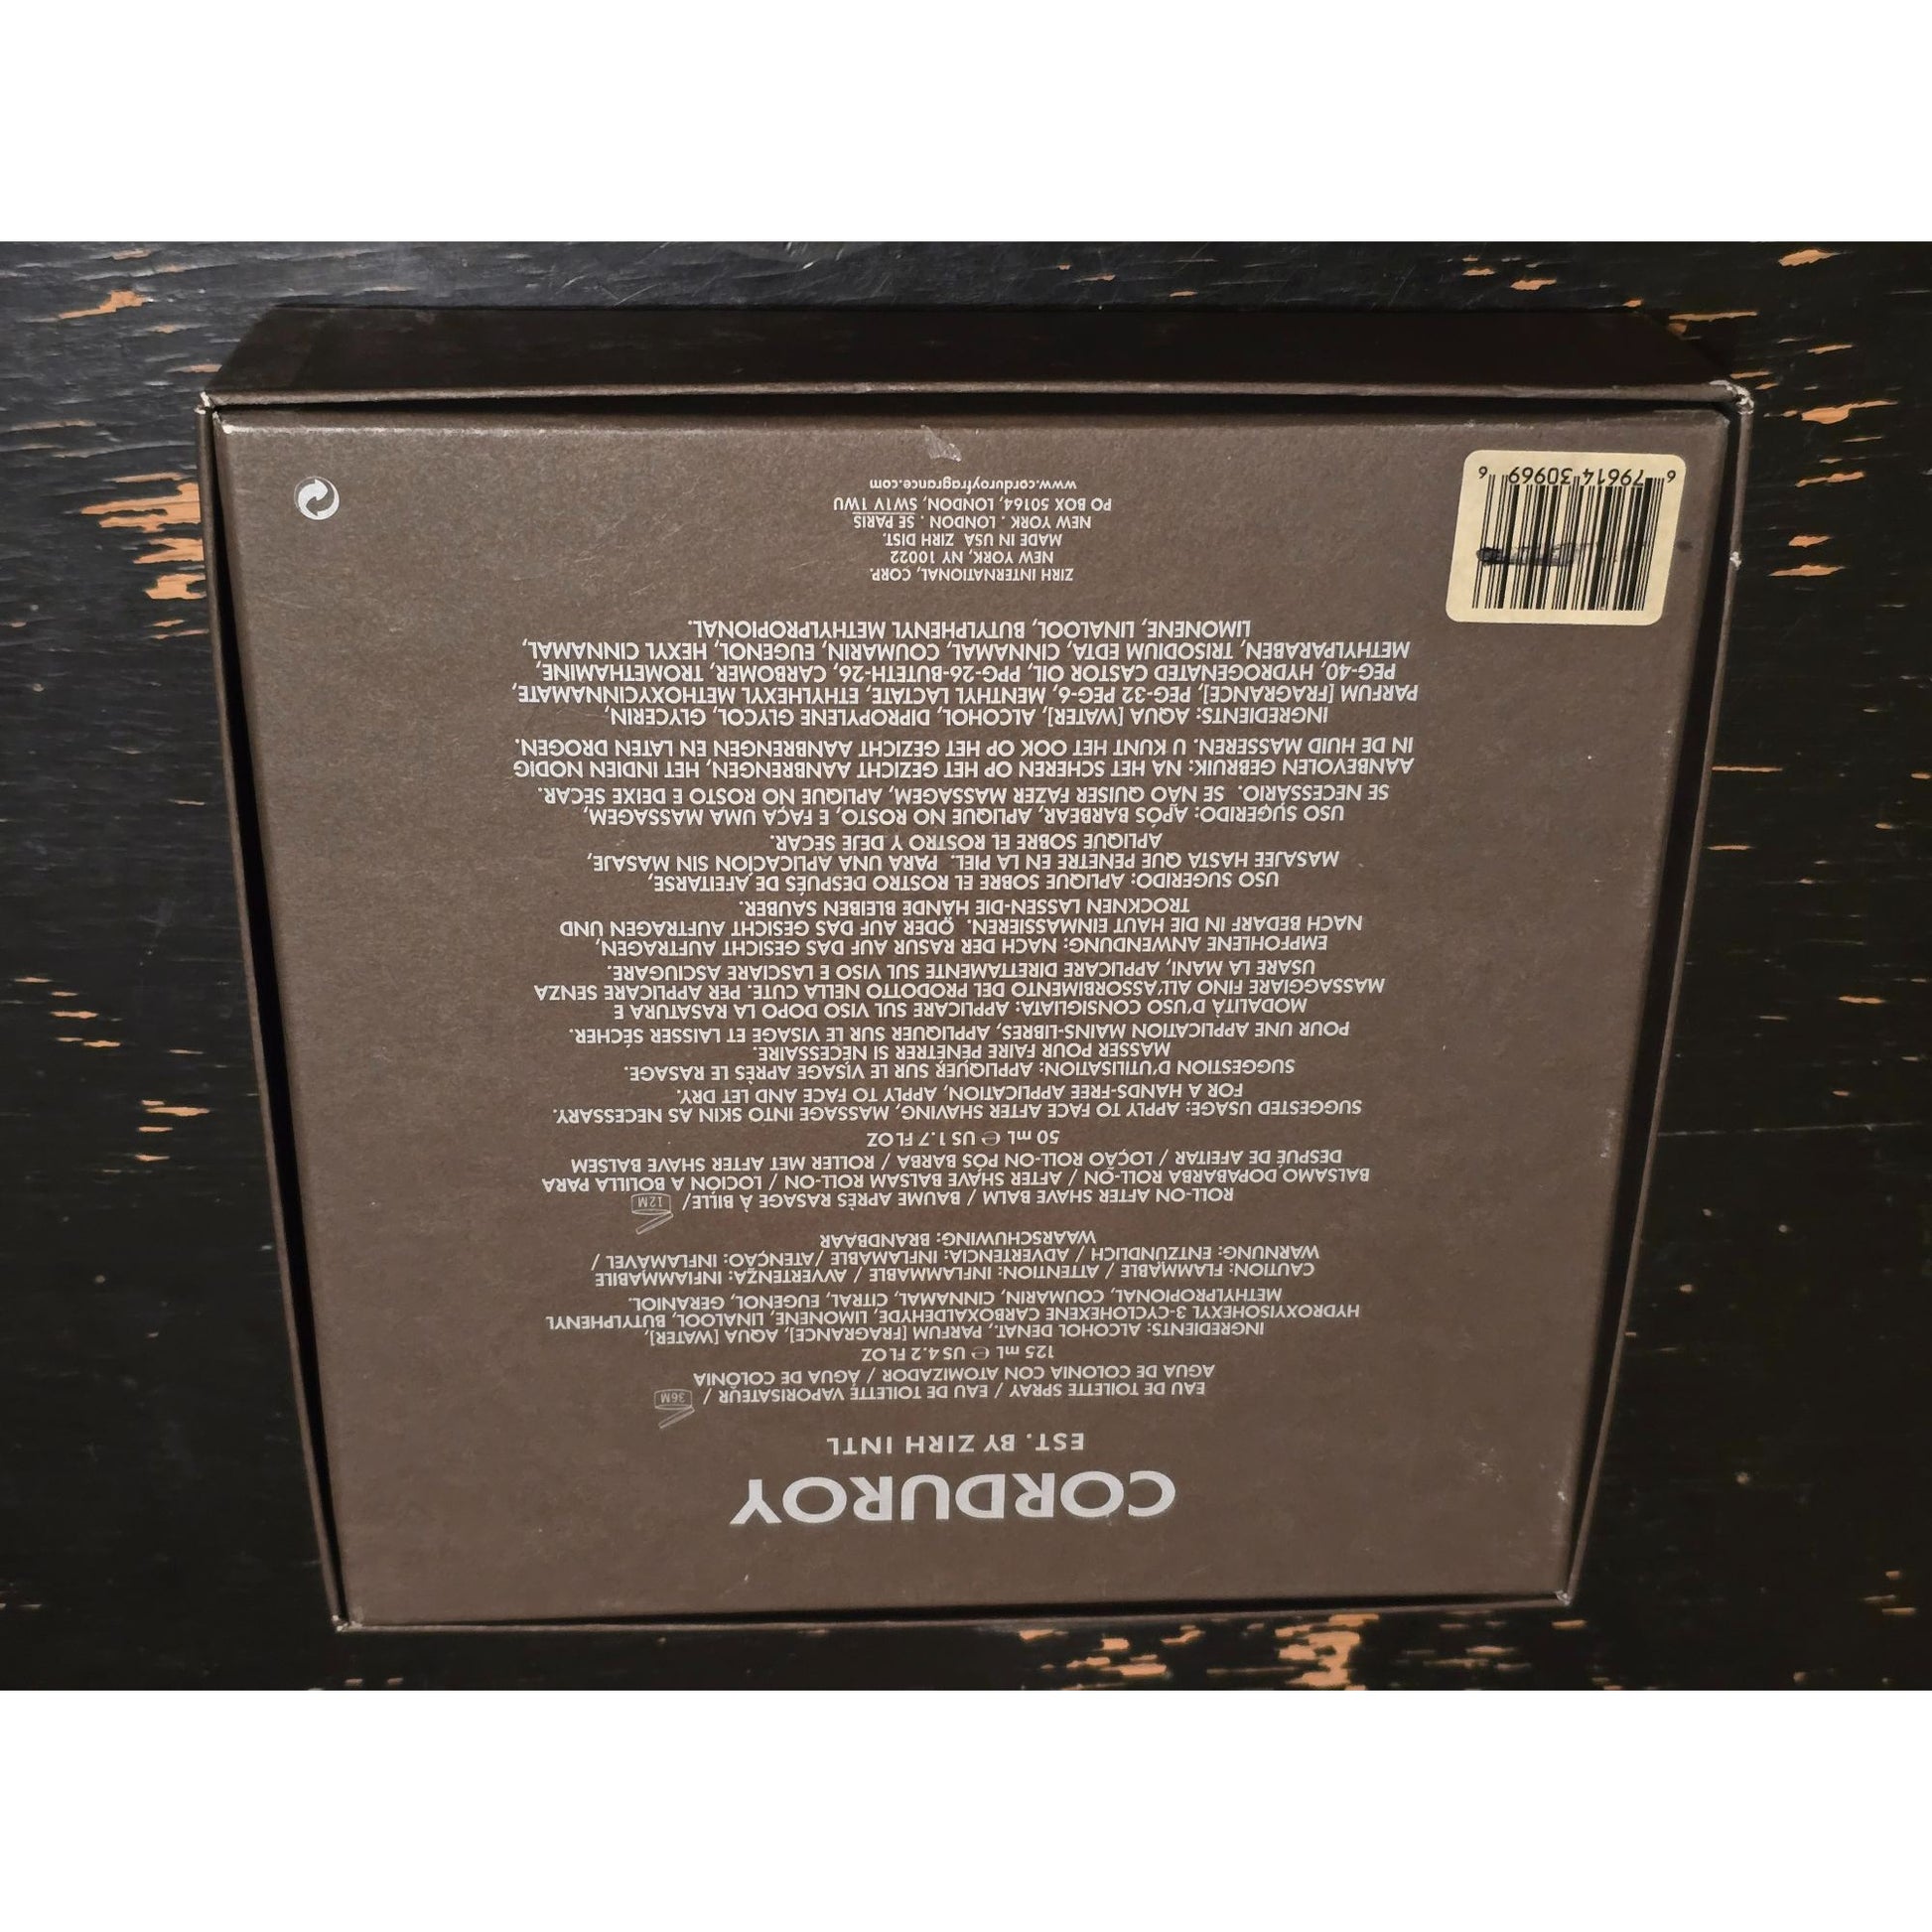 CORDUROY
EST. BY ZIRH INTL
EAU DE TOILETTE SPRAY / EAU DE TOILETTE VAPORISATEUR /
36M
AGUA DE COLONIA CON ATOMIZADOR / ÁGUA DE COLÓNIA
125 mL ℮ US 4.2 FL OZ
INGREDIENTS: ALCOHOL DENAT., PARFUM [FRAGRANCE], AQUA [WATER],
HYDROXYISOHEXYL 3-CYCLOHEXENE CARBOXALDEHYDE, LIMONENE, LINALOOL, BUTYLPHENYL
METHYLPROPIONAL, COUMARIN, CINNAMAL, CITRAL, EUGENOL, GERANIOL.
CAUTION: FLAMMABLE / ATTENTION: INFLAMMABLE / AVVERTENZA: INFIAMMABILE
WARNUNG: ENTZÜNDLICH / ADVERTENCIA: INFLAMABLE / ATENÇÃO: INFLAMÁVEL /
WAARSCHUWING: BRANDBAAR
ROLL-ON AFTER SHAVE BALM / BAUME APRÈS RASAGE À BILLE/
12M
BALSAMO DOPABARBA ROLL-ON / AFTER SHAVE BALSAM ROLL-ON / LOCIÓN A BOLILLA PARA
DESPUÉ DE AFEITAR / LOÇÃO ROLL-ON PÓS BARBA / ROLLER MET AFTER SHAVE BALSEM
50 mL ℮ US 1.7 FL OZ
SUGGESTED USAGE: APPLY TO FACE AFTER SHAVING, MASSAGE INTO SKIN AS NECESSARY.
FOR A HANDS-FREE APPLICATION, APPLY TO FACE AND LET DRY.
SUGGESTION D'UTILISATION: APPLIQUER SUR LE VISAGE APRÈS LE RASAGE.
MASSER POUR FAIRE PÉNÉTRER SI NÉCESSAIRE.
POUR UNE APPLICATION MAINS-LIBRES, APPLIQUER SUR LE VISAGE ET LAISSER SÉCHER
MODALITÀ D'USO CONSIGLIATA: APPLICARE SUL VISO DOPO LA RASATURA E
MASSAGGIARE FINO ALL'ASSORBIMENTO DEL PRODOTTO NELLA CUTE. PER APPLICARE SENZA
USARE LA MANI, APPLICARE DIRETTAMENTE SUL VISO E LASCIARE ASCIUGARE.
EMPFOHLENE ANWENDUNG: NACH DER RASUR AUF DAS GESICHT AUFTRAGEN,
NACH BEDARF IN DIE HAUT EINMASSIEREN. ODER AUF DAS GESICHT AUFTRAGEN UND
TROCKNEN LASSEN-DIE HÄNDE BLEIBEN SAUBER.
USO SUGERIDO: APLIQUE SOBRE EL ROSTRO DESPUÉS DE AFEITARSE,
MASAJEE HASTA QUE PENETRE EN LA PIEL. PARA UNA APLICACIÓN SIN MASAJE,
APLIQUE SOBRE EL ROSTRO Y DEJE SECAR.
USO SUGERIDO: APÓS BARBEAR, APLIQUE NO ROSTO, E FAÇA UMA MASSAGEM,
SE NECESSÁRIO. SE NÃO QUISER FAZER MASSAGEM, APLIQUE NO ROSTO E DEIXE SECAR.
AANBEVOLEN GEBRUIK: NA HET SCHEREN OP HET GEZICHT AANBRENGEN, HET INDIEN NODIG
IN DE HUID MASSEREN. U KUNT HET OOK OP HET GEZICHT AANBRENGEN EN LATEN DROGEN.
INGREDIENTS: AQUA [WATER], ALCOHOL, DIPROPYLENE GLYCOL, GLYCERIN,
PARFUM [FRAGRANCE], PEG-32 PEG-6, MENTHYL LACTATE, ETHYLHEXYL METHOXYCINNAMATE,
PEG-40, HYDROGENATED CASTOR OIL, PPG-26-BUTETH-26, CARBOMER, TROMETHAMINE,
METHYLPARABEN, TRISODIUM EDTA, CINNAMAL, COUMARIN, EUGENOL, HEXYL CINNAMAL,
LIMONENE, LINALOOL, BUTYLPHENYL METHYLPROPIONAL.
ZIRH INTERNATIONAL, CORP.
NEW YORK, NY 10022
MADE IN USA ZIRH DIST.
NEW YORK . LONDON . SE PARIS
PO BOX 50164, LONDON, SW1V 1WU
www.corduroyfragrance.com
6 79614 30969 6